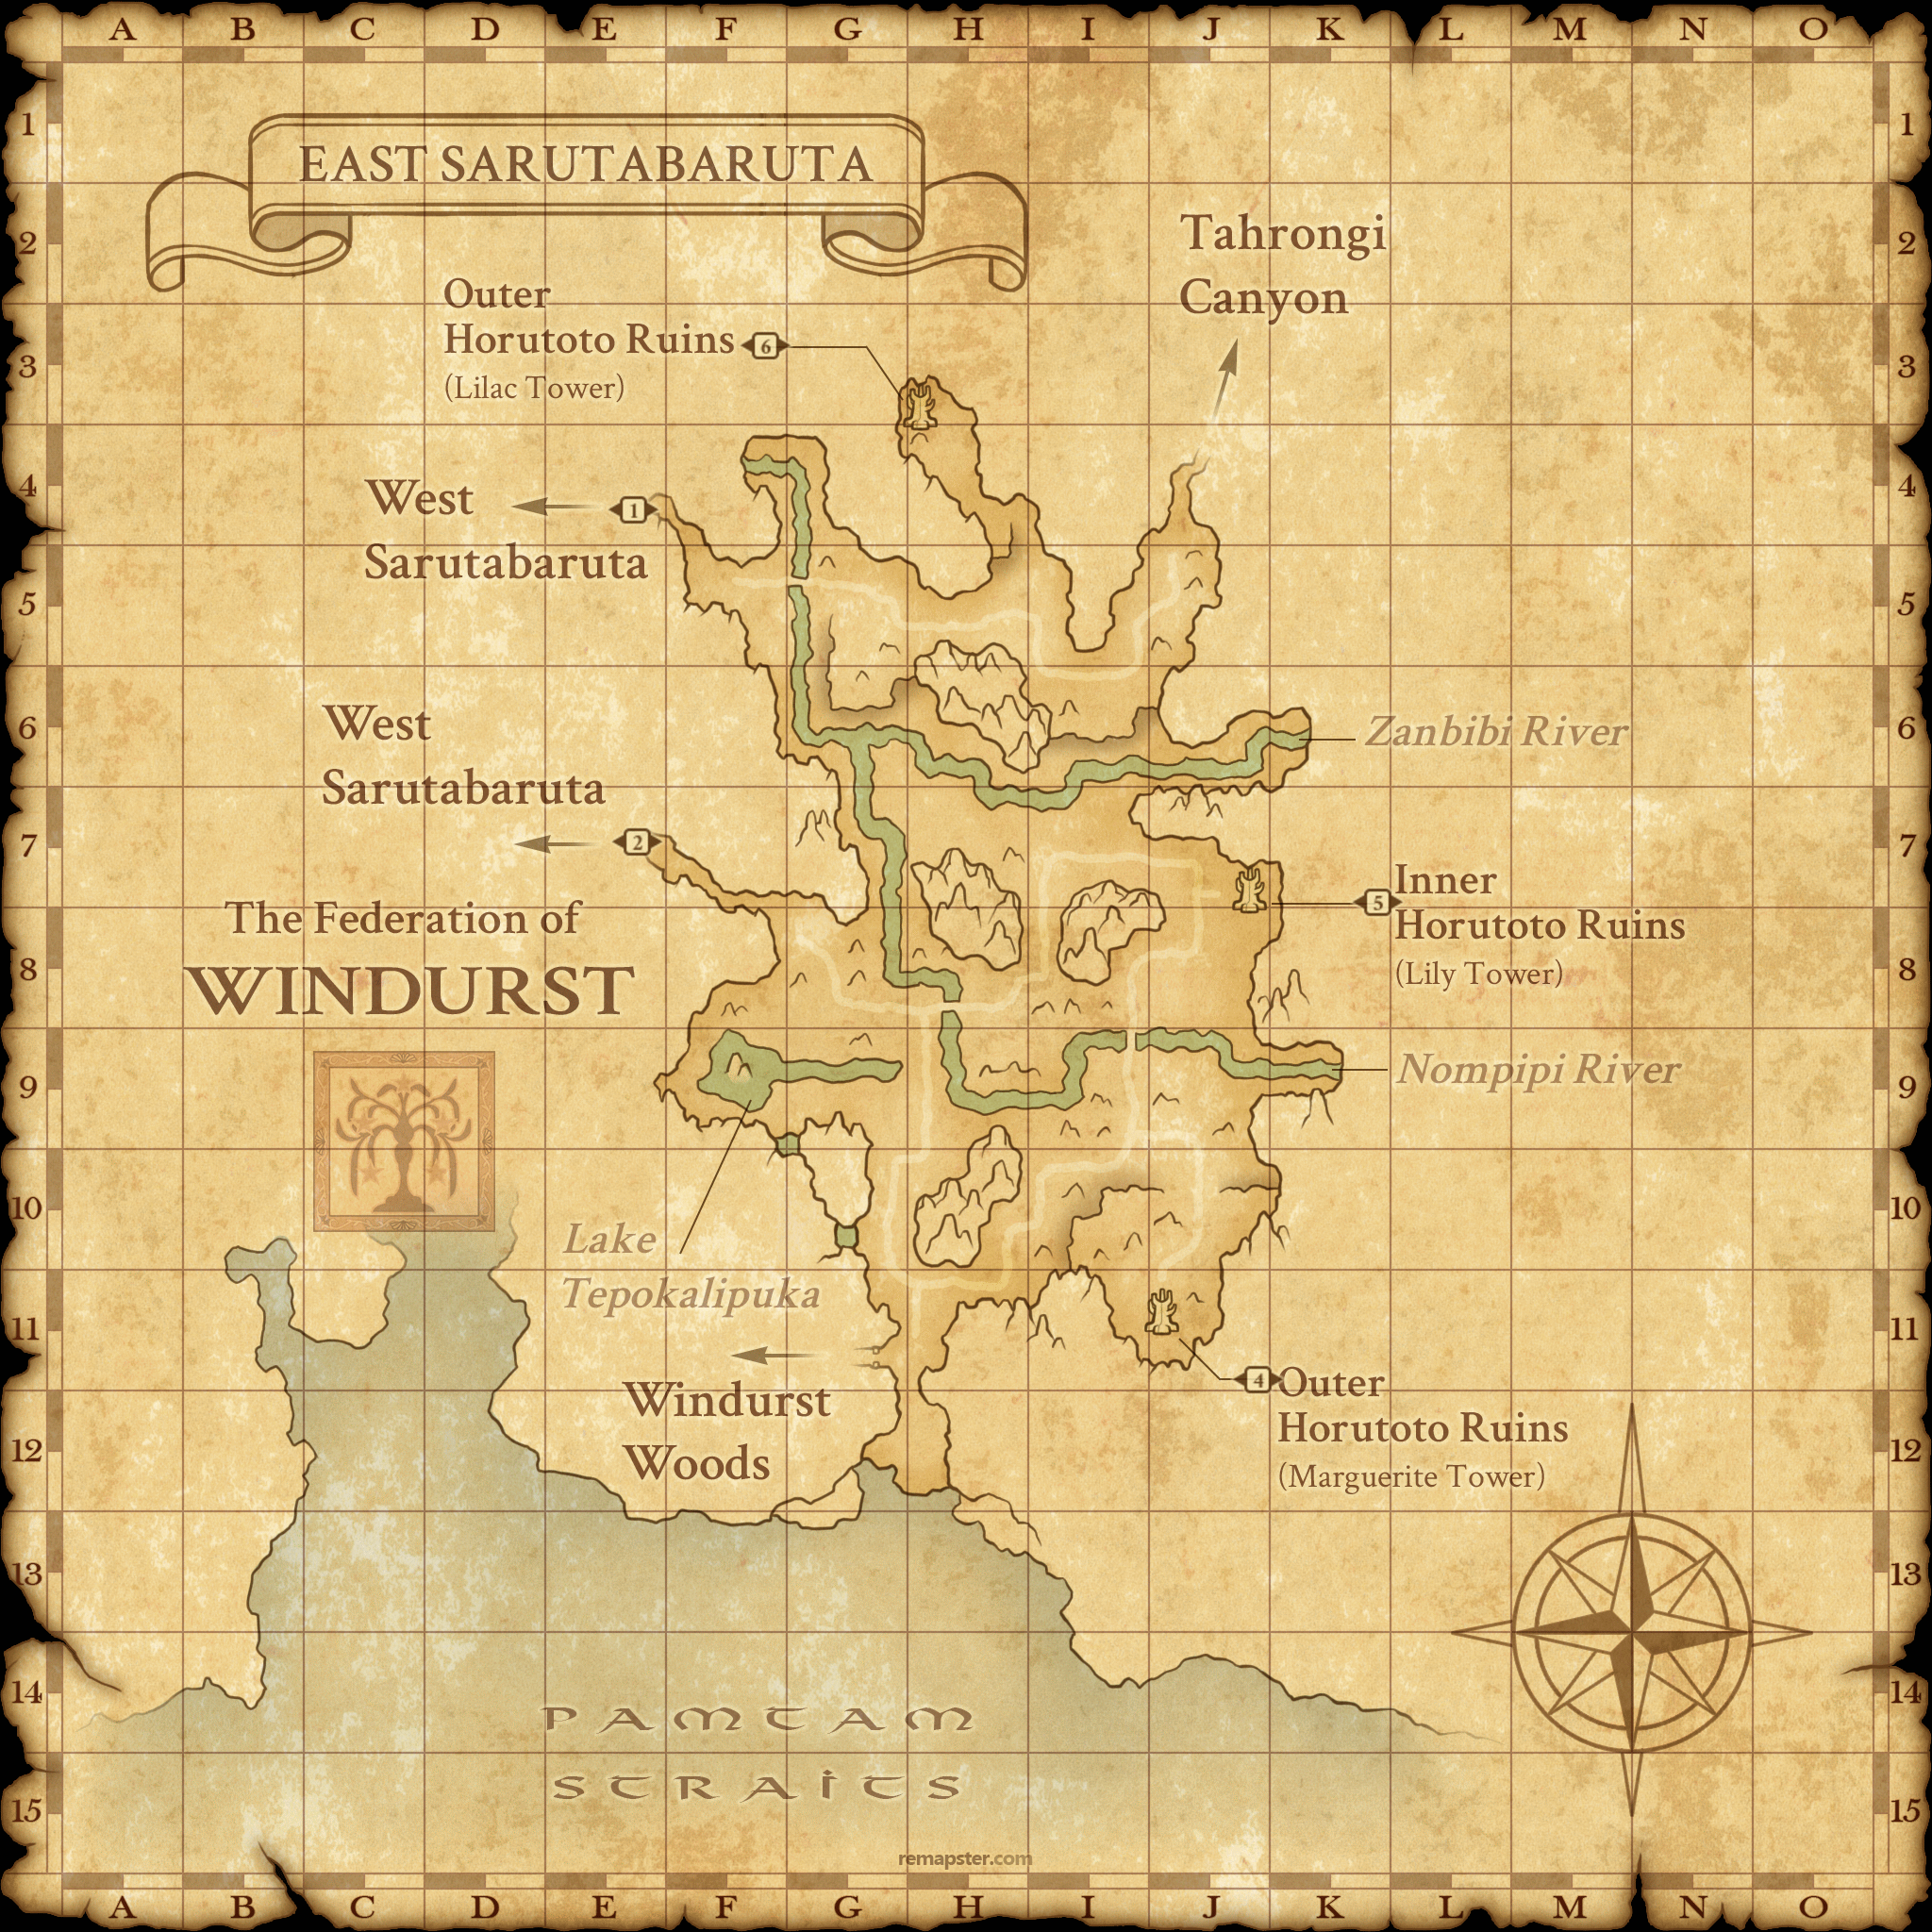 A B C D E F G H I J K L M N O
1 1
EAST SARUTABARUTA
2 2
Tahrongi
Canyon
Outer
Horutoto Ruins 6
(Lilac Tower)
3 3
4 4
West
Sarutabaruta
1
5 5
6 6
Zanbibi River
West
Sarutabaruta
2
7 7
Inner
Horutoto Ruins
(Lily Tower)
5
The Federation of
WINDURST
8 8
9 9
Nompipi River
10 10
Lake
Tepokalipuka
11 11
Windurst
Woods
4 Outer
Horutoto Ruins
(Marguerite Tower)
12 12
13 13
14 14
PAMTAM
STRAITS
15 15
remapster.com
A B C D E F G H I J K L M N O